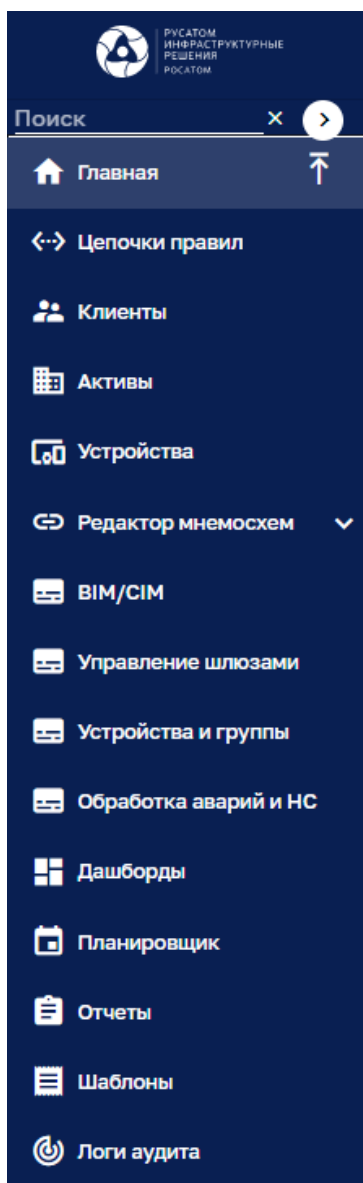 РУСАТОМ
ИНФРАСТРУКТУРНЫЕ
РЕШЕНИЯ
РОСАТОМ
Поиск
Главная
Цепочки правил
Клиенты
Активы
Устройства
Редактор мнемосхем
BIM/CIM
Управление шлюзами
Устройства и группы
Обработка аварий и НС
Дашборды
Планировщик
Отчеты
Шаблоны
Логи аудита